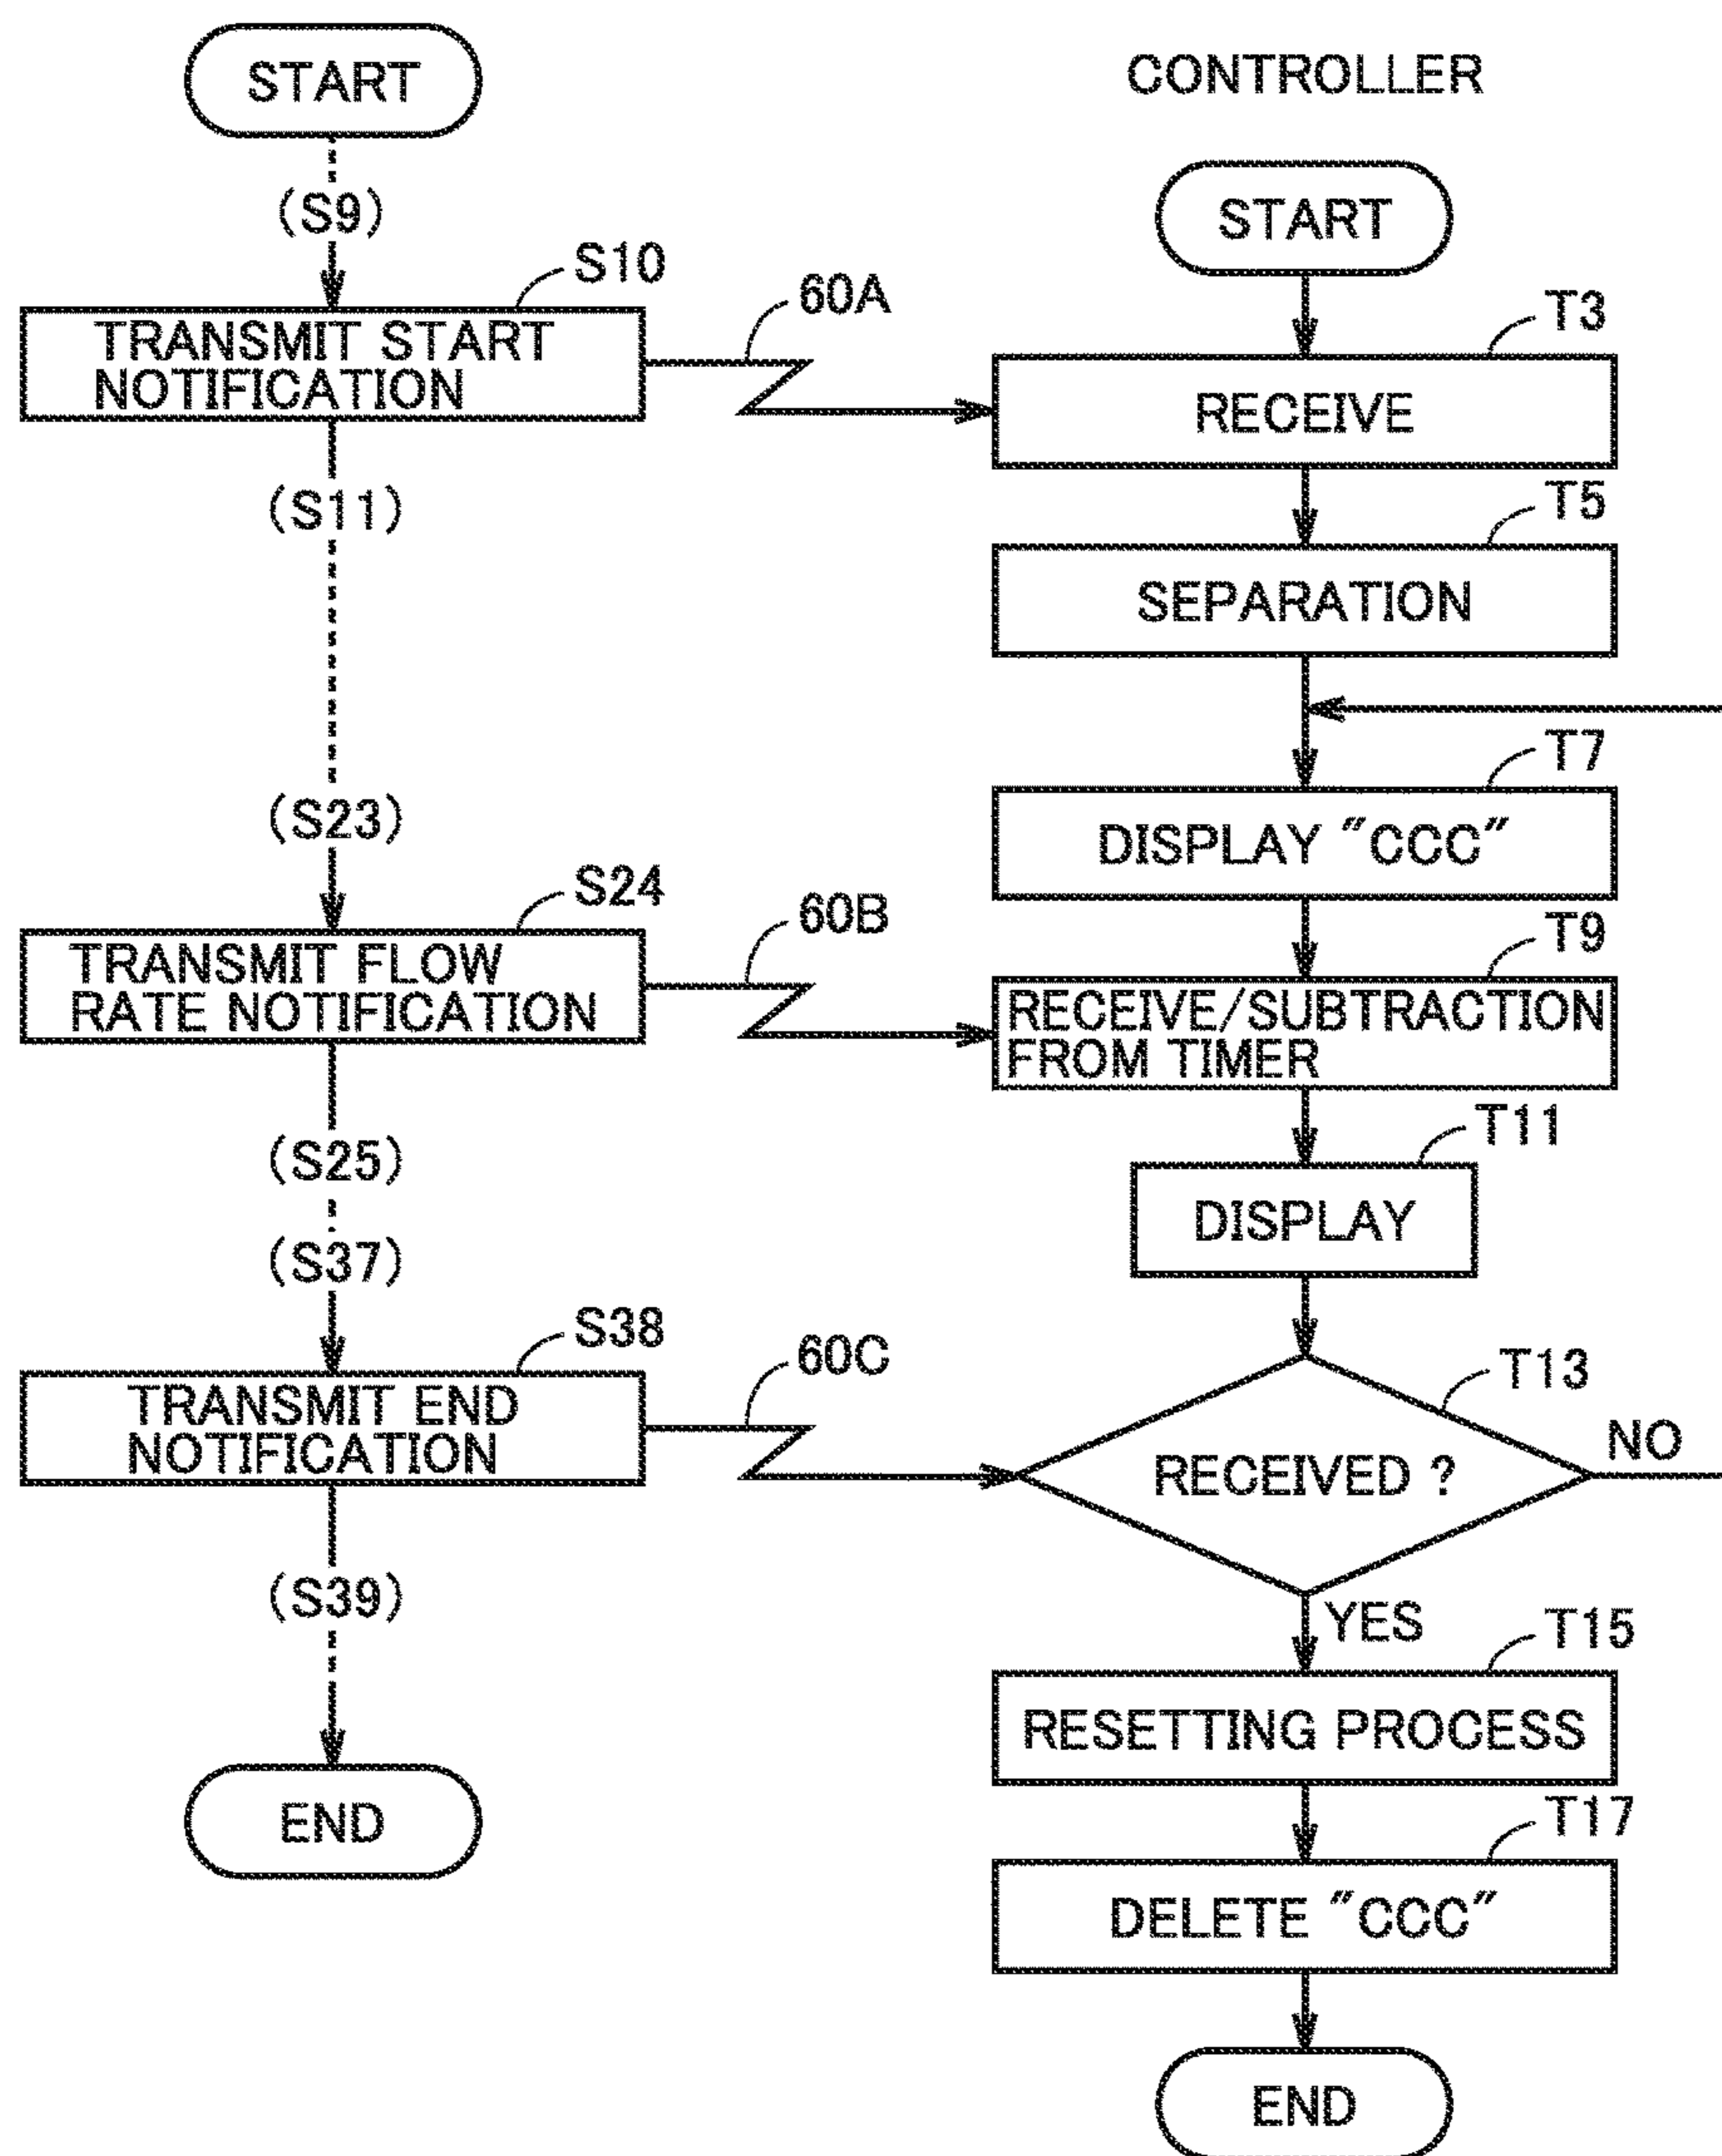 START
(S9)
S10
TRANSMIT START
NOTIFICATION
60A
(S11)
(S23)
S24
TRANSMIT FLOW
RATE NOTIFICATION
60B
(S25)
(S37)
S38
TRANSMIT END
NOTIFICATION
60C
(S39)
END
CONTROLLER
START
T3
RECEIVE
T5
SEPARATION
T7
DISPLAY "CCC"
T9
RECEIVE/SUBTRACTION
FROM TIMER
T11
DISPLAY
T13
RECEIVED ?
NO
YES
T15
RESETTING PROCESS
T17
DELETE "CCC"
END